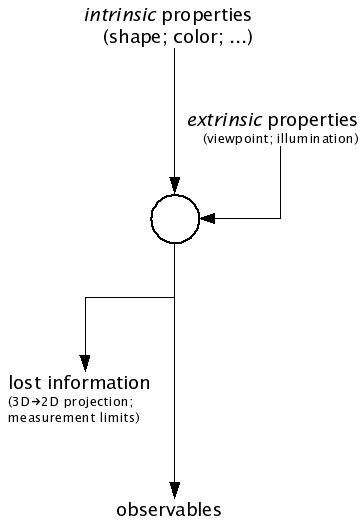 intrinsic properties
(shape; color; ...)
extrinsic properties
(viewpoint; illumination)
lost information
(3D→2D projection;
measurement limits)
observables